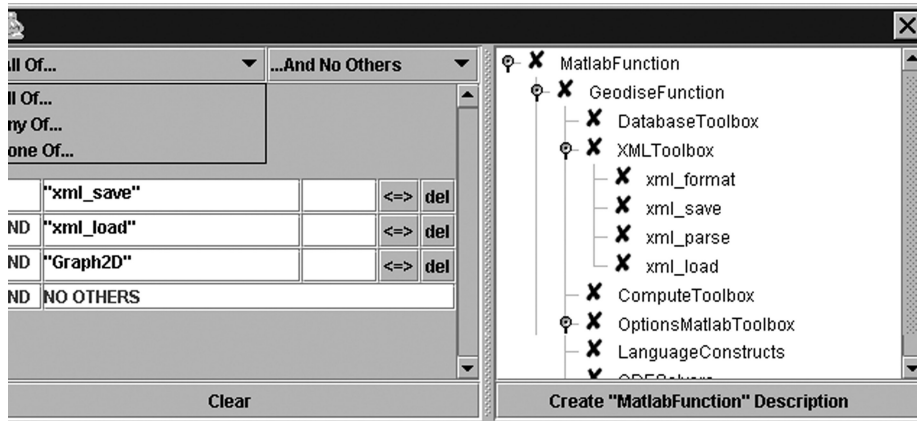 ll Of...
...And No Others
ll Of...
ny Of...
one Of...
"xml_save" <=> del
ND "xml_load" <=> del
ND "Graph2D" <=> del
ND NO OTHERS
Clear
MatlabFunction
GeodiseFunction
DatabaseToolbox
XMLToolbox
xml_format
xml_save
xml_parse
xml_load
ComputeToolbox
OptionsMatlabToolbox
LanguageConstructs
Create "MatlabFunction" Description